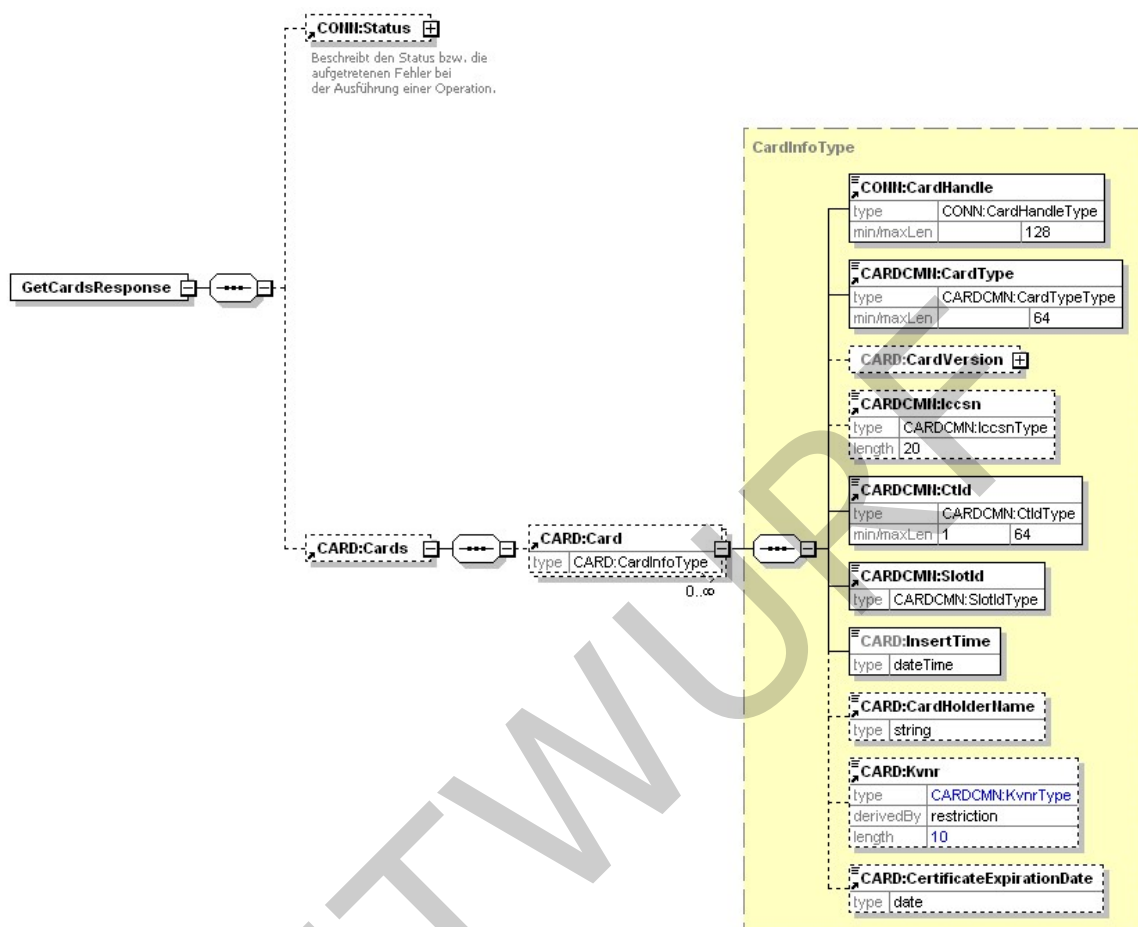 CONN:Status
Beschreibt den Status bzw. die
aufgetretenen Fehler bei
der Ausführung einer Operation.
GetCardsResponse
CARD:Cards
CARD:Card
type CARD:CardInfoType
0..∞
CardInfoType
CONN:CardHandle
type CONN:CardHandleType
min/maxLen 128
CARDCMN:CardType
type CARDCMN:CardTypeType
min/maxLen 64
CARD:CardVersion
CARDCMN:Iccsn
type CARDCMN:IccsnType
length 20
CARDCMN:CtId
type CARDCMN:CtIdType
min/maxLen 1 64
CARDCMN:SlotId
type CARDCMN:SlotIdType
CARD:InsertTime
type dateTime
CARD:CardHolderName
type string
CARD:Kvnr
type CARDCMN:KvnrType
derivedBy restriction
length 10
CARD:CertificateExpirationDate
type date
NTWURF